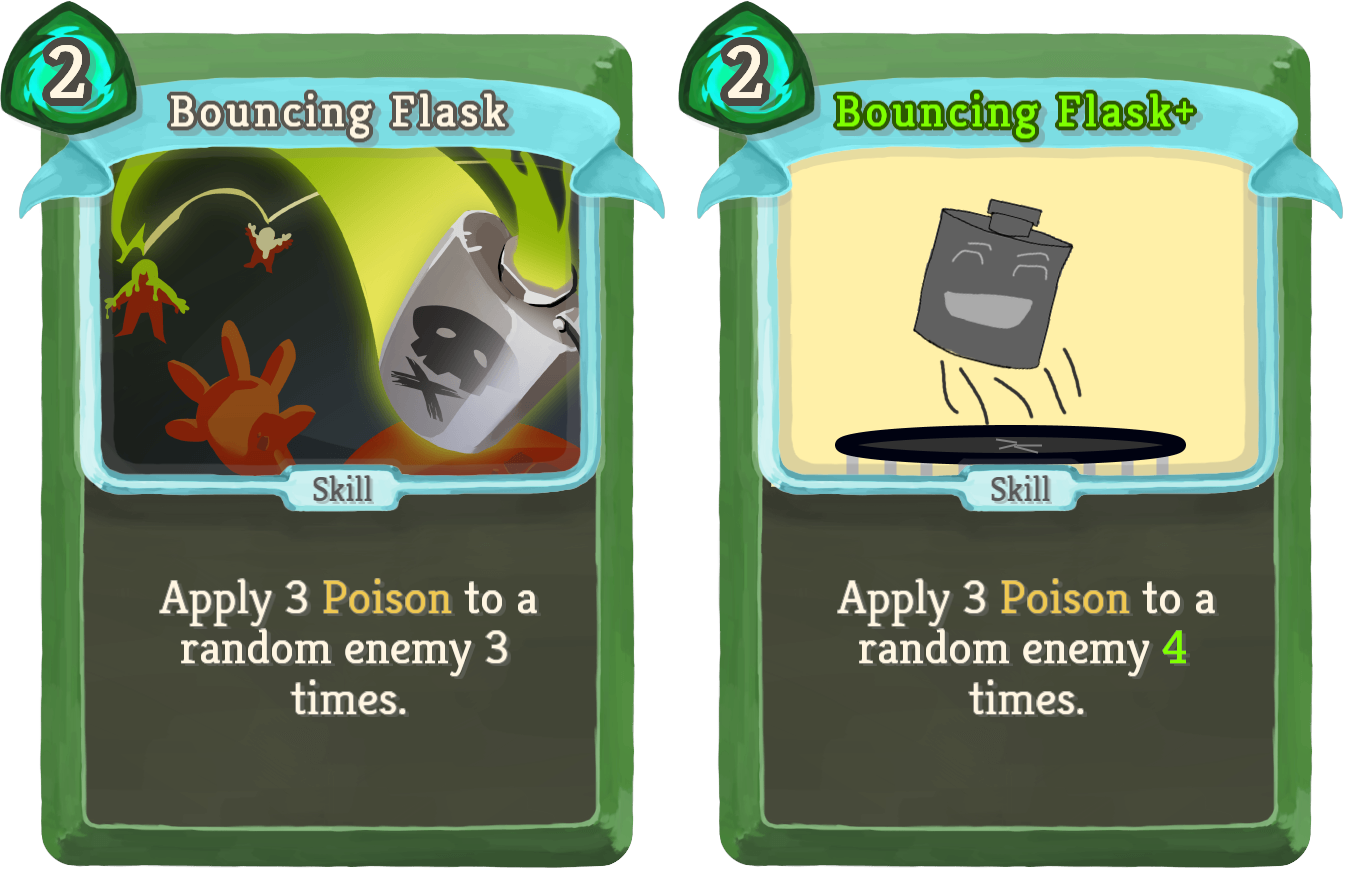 2
Bouncing Flask
Skill
Apply 3 Poison to a
random enemy 3
times.
2
Bouncing Flask+
Skill
Apply 3 Poison to a
random enemy 4
times.